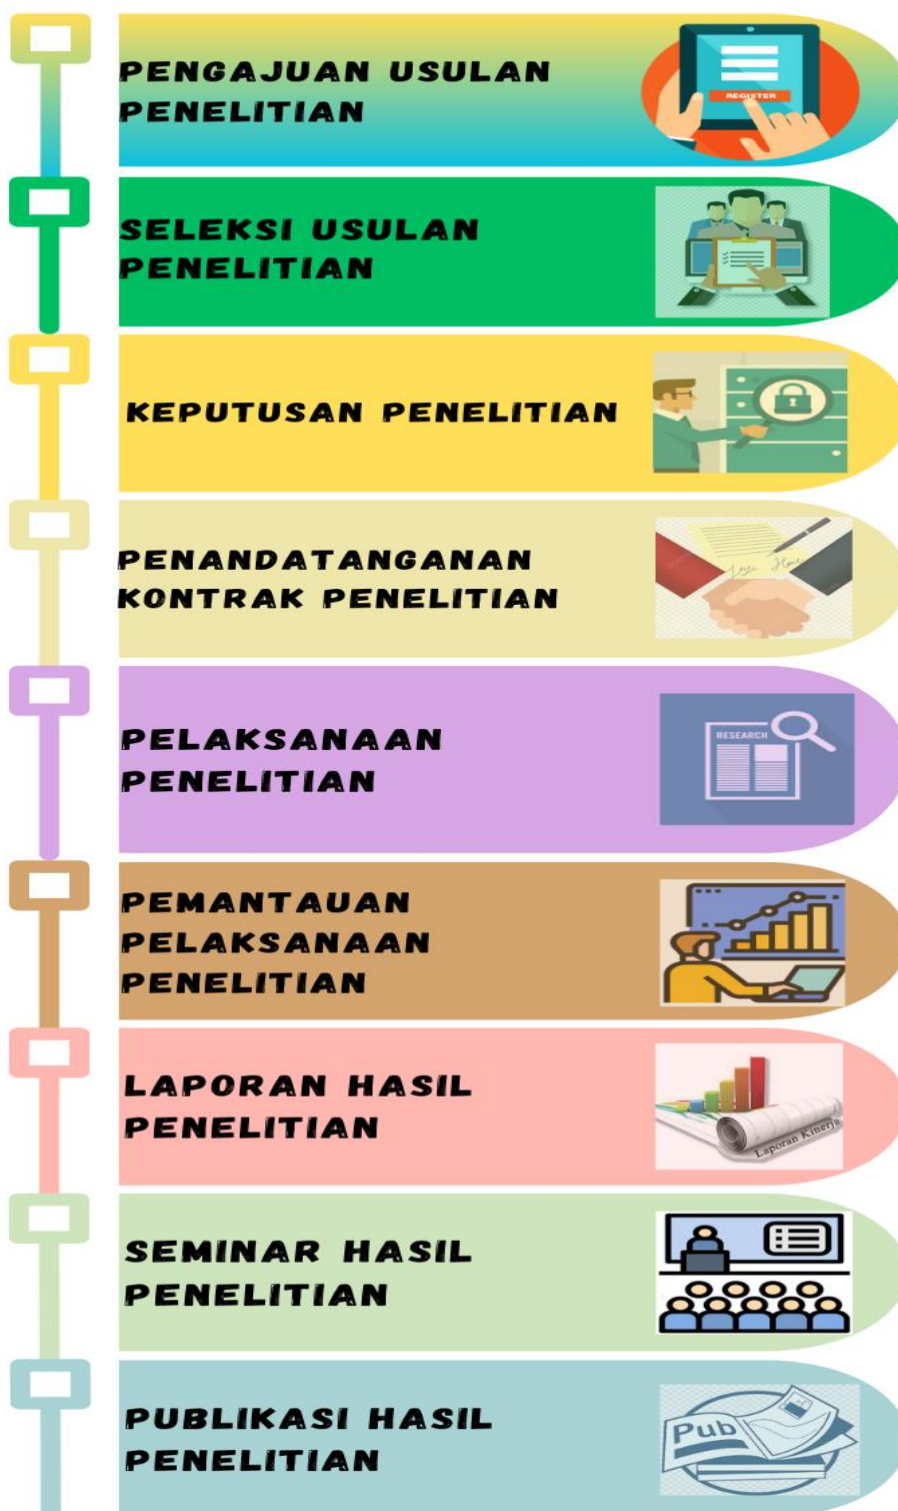 PENGAJUAN USULAN
PENELITIAN
REGISTER
SELEKSI USULAN
PENELITIAN
KEPUTUSAN PENELITIAN
PENANDATANGANAN
KONTRAK PENELITIAN
PELAKSANAAN
PENELITIAN
RESEARCH
PEMANTAUAN
PELAKSANAAN
PENELITIAN
LAPORAN HASIL
PENELITIAN
Laporan Kinerja
SEMINAR HASIL
PENELITIAN
PUBLIKASI HASIL
PENELITIAN
Pub